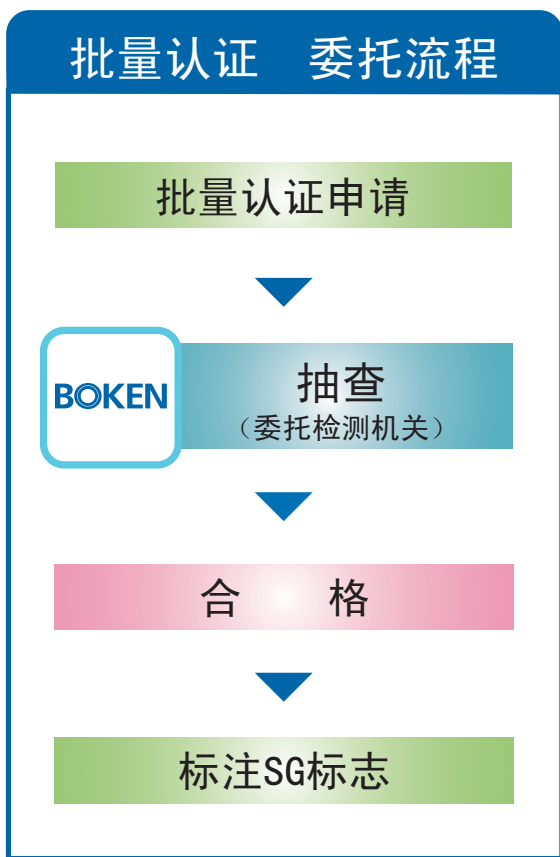 批量认证　委托流程
批量认证申请
BOKEN
抽查
（委托检测机关）
合　格
标注SG标志